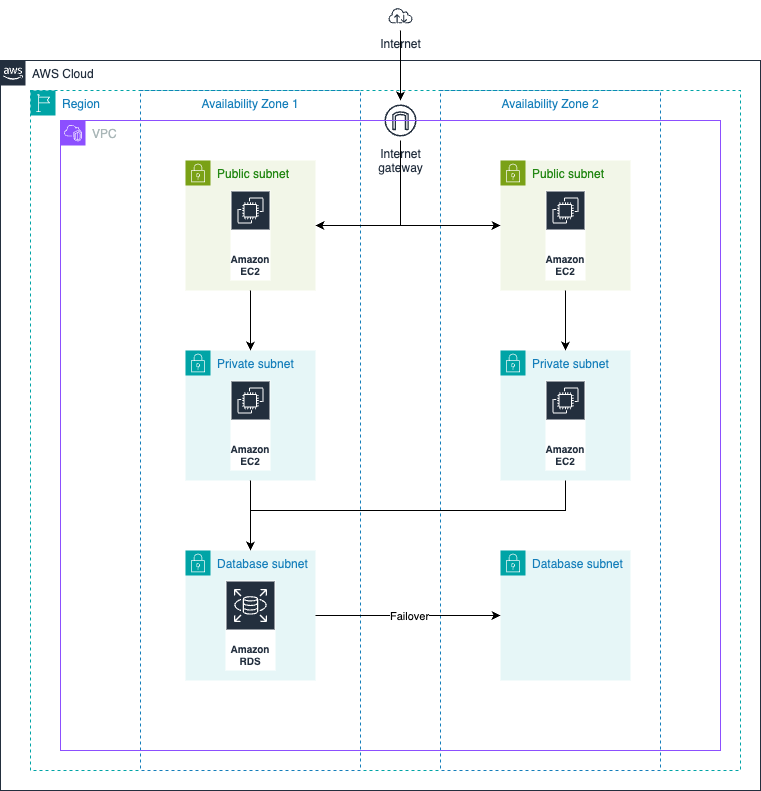 Internet
aws
AWS Cloud
Region
Availability Zone 1
Availability Zone 2
VPC
Internet
gateway
Public subnet
Public subnet
Amazon
EC2
Amazon
EC2
Private subnet
Private subnet
Amazon
EC2
Amazon
EC2
Database subnet
Database subnet
Failover
Amazon
RDS